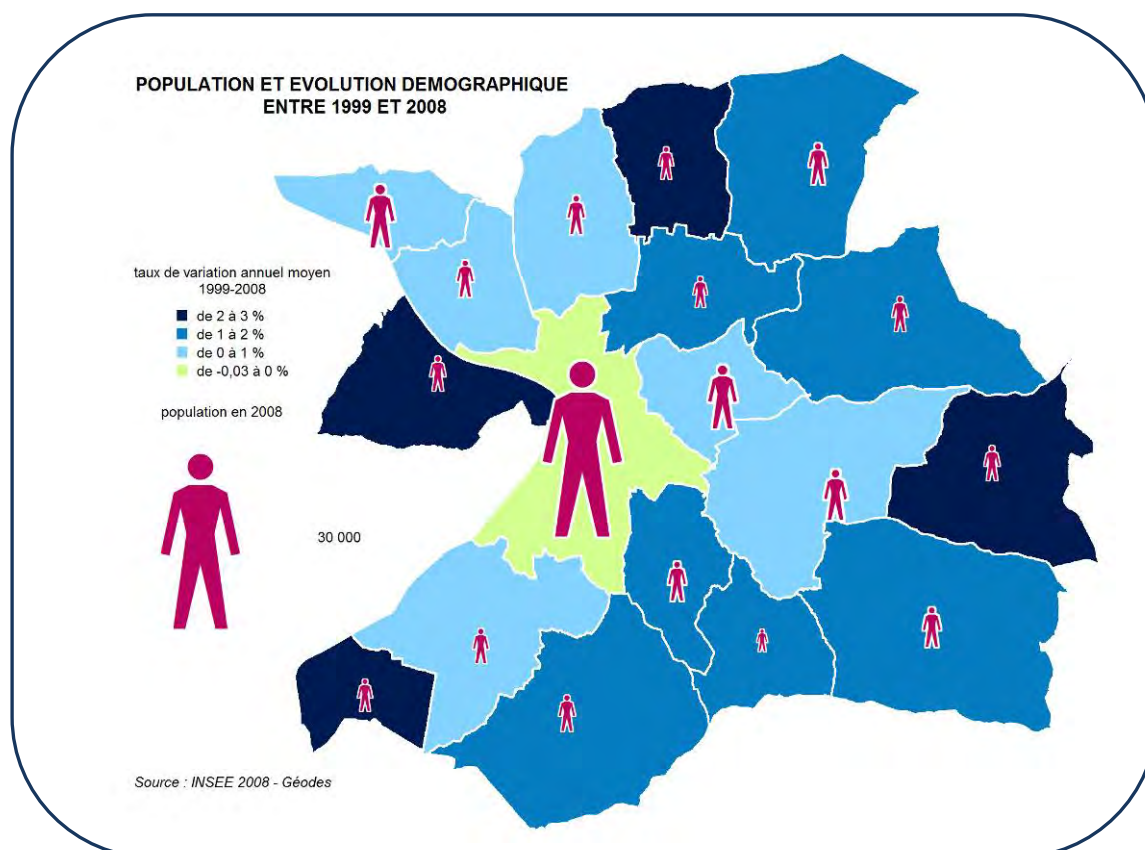 POPULATION ET EVOLUTION DEMOGRAPHIQUE
ENTRE 1999 ET 2008
taux de variation annuel moyen
1999-2008
de 2 à 3 %
de 1 à 2 %
de 0 à 1 %
de -0,03 à 0 %
population en 2008
30 000
Source : INSEE 2008 - Géodes